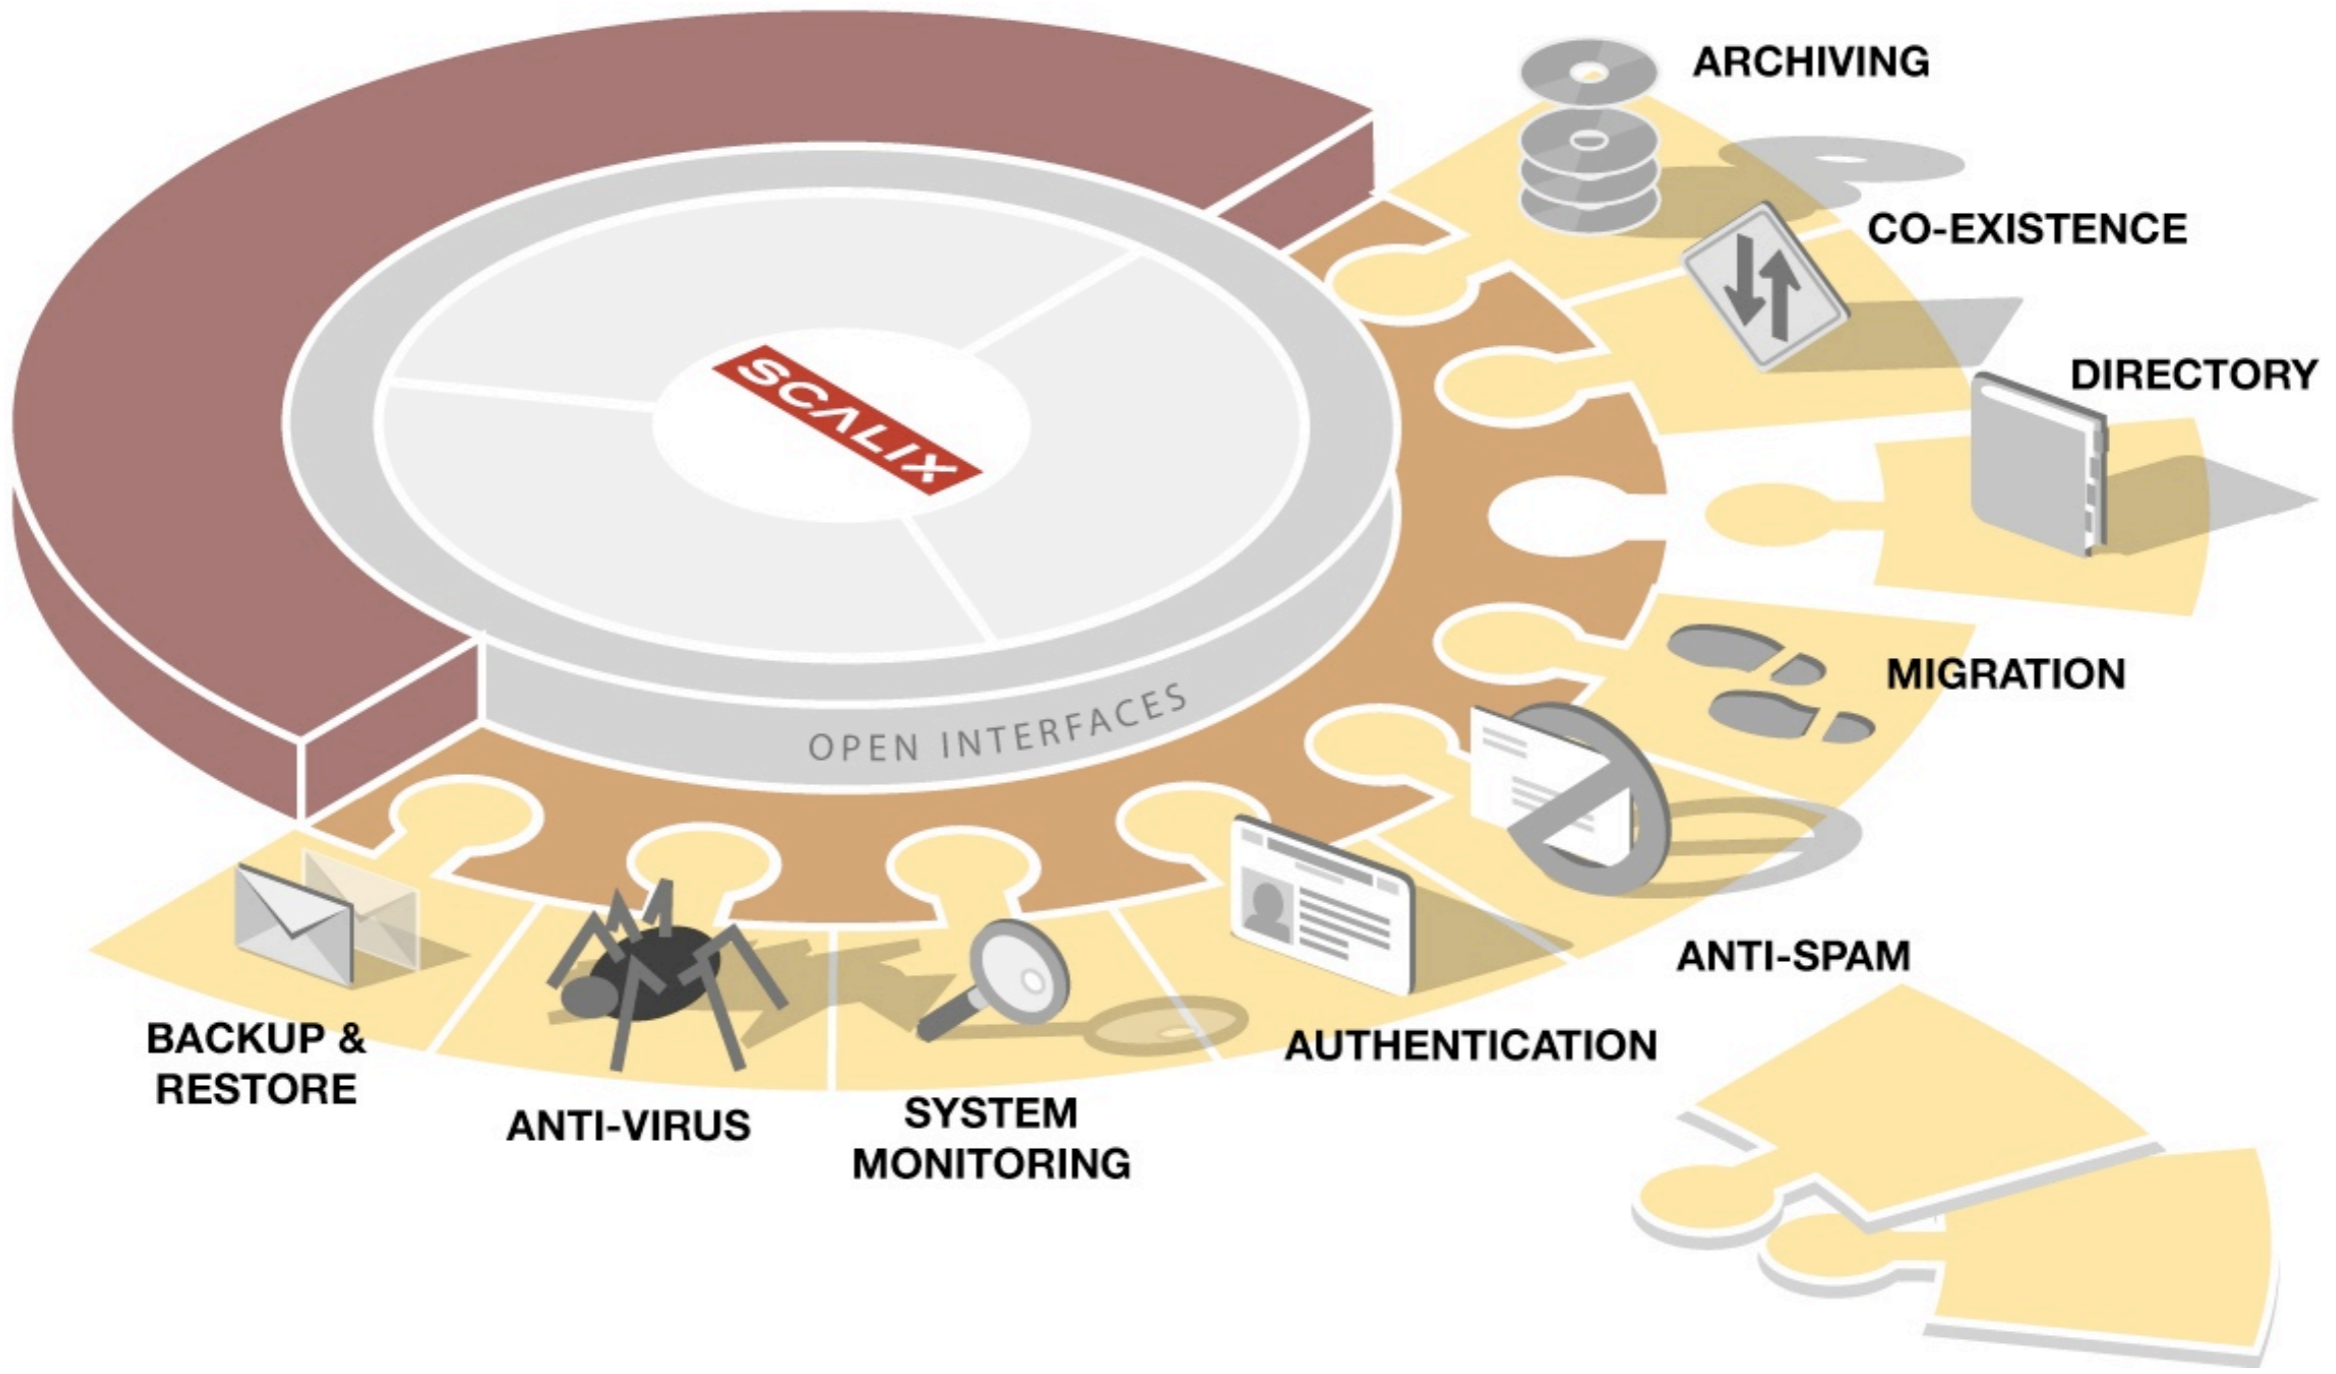 ARCHIVING
CO-EXISTENCE
DIRECTORY
SCALIX
MIGRATION
OPEN INTERFACES
ANTI-SPAM
AUTHENTICATION
BACKUP &
RESTORE
ANTI-VIRUS
SYSTEM
MONITORING